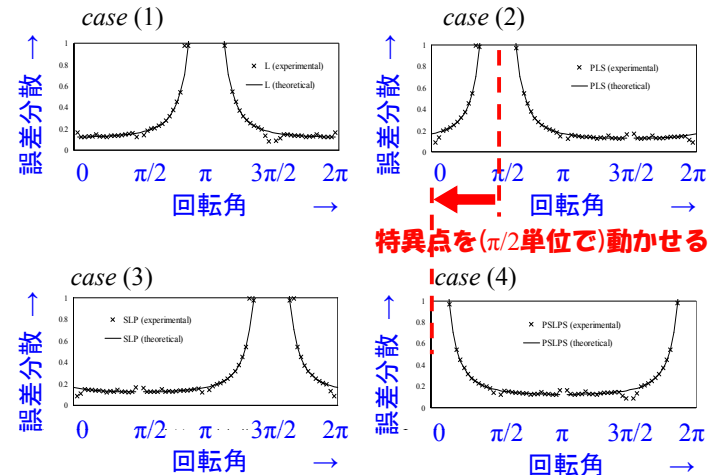 case (1)
誤差分散 →
1
0.8
0.6
0.4
0.2
0
× L (experimental)
L (theoretical)
0 π/2 π 3π/2 2π
回転角 →
case (2)
誤差分散 →
1
0.8
0.6
0.4
0.2
0
× PLS (experimental)
PLS (theoretical)
0 π/2 π 3π/2 2π
回転角 →
特異点を(π/2単位で)動かせる
case (3)
誤差分散 →
1
0.8
0.6
0.4
0.2
0
× SLP (experimental)
SLP (theoretical)
0 π/2 π 3π/2 2π
回転角 →
case (4)
誤差分散 →
1
0.8
0.6
0.4
0.2
0
× PSLPS (experimental)
PSLPS (theoretical)
0 π/2 π 3π/2 2π
回転角 →